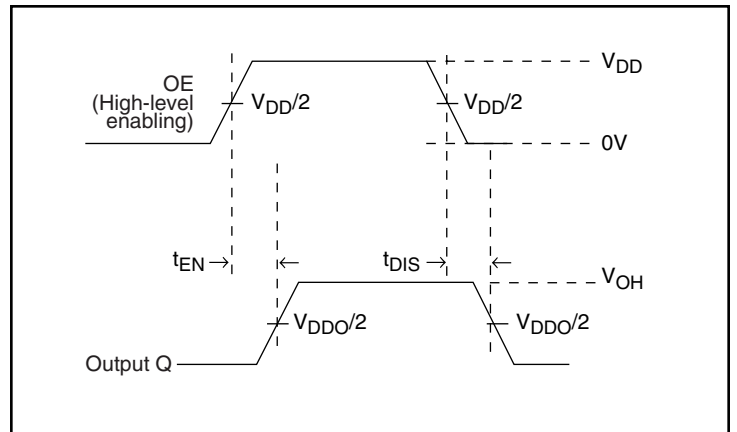 V_DD
OE
(High-level
enabling)
V_DD/2
V_DD/2
0V
t_EN
t_DIS
V_OH
V_DDO/2
V_DDO/2
Output Q